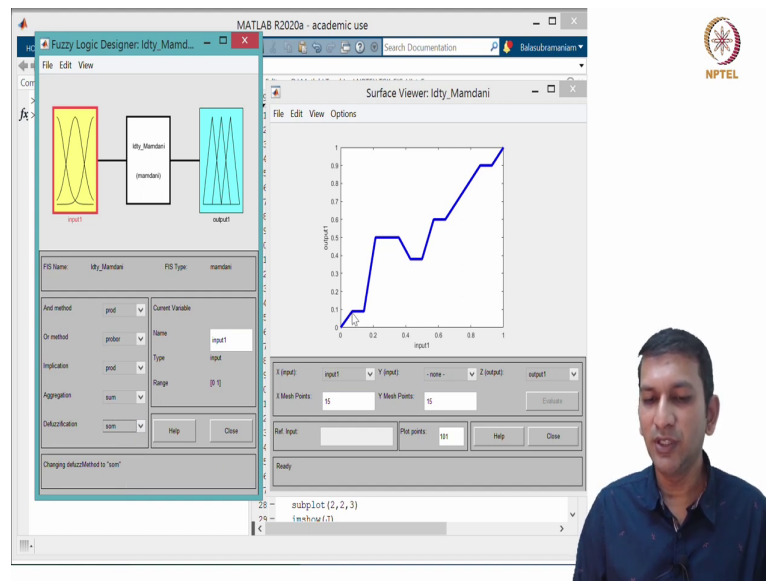 MATLAB R2020a - academic use
Search Documentation
Balasubramaniam
NPTEL
Com
fx
Fuzzy Logic Designer: Idty_Mamd...
File Edit View
Idty_Mamdani
(mamdani)
input1
output1
FIS Name: Idty_Mamdani FIS Type: mamdani
And method prod
Or method probor
Implication prod
Aggregation sum
Defuzzification som
Current Variable
Name input1
Type input
Range [0 1]
Help Close
Changing defuzzMethod to "som"
Surface Viewer: Idty_Mamdani
File Edit View Options
1
0.9
0.8
0.7
0.6
0.5
0.4
0.3
0.2
0.1
0
output1
0 0.2 0.4 0.6 0.8 1
input1
X (input): input1 Y (input): - none - Z (output): output1
X Mesh Points: 15 Y Mesh Points: 15 Evaluate
Ref. Input: Plot points: 101 Help Close
Ready
28 subplot(2,2,3)
29 imshow(J)